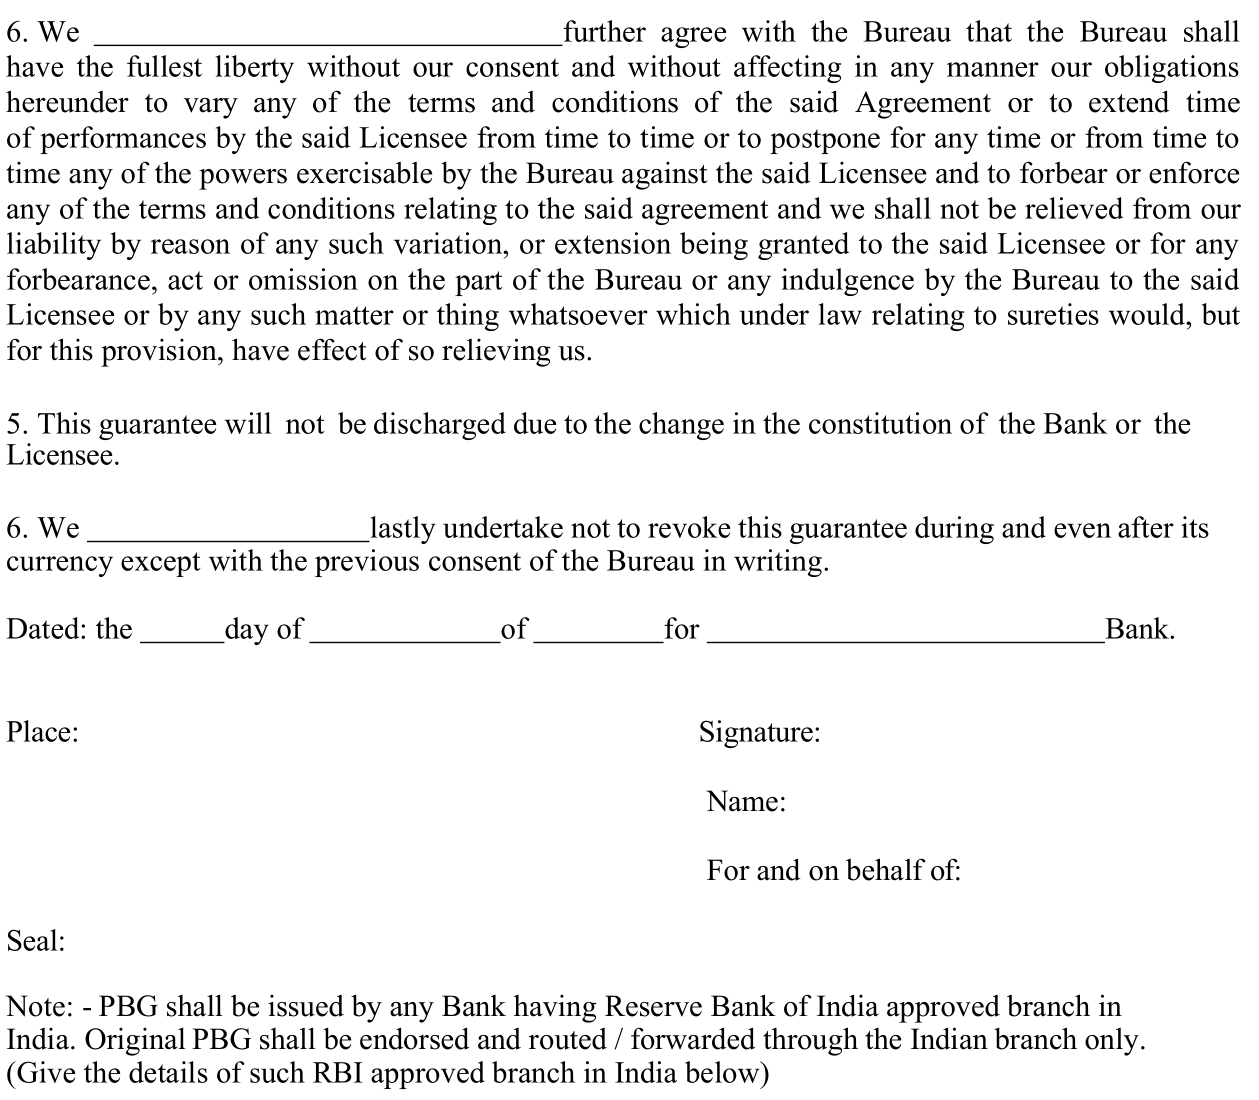 6. We _______________________________further agree with the Bureau that the Bureau shall
have the fullest liberty without our consent and without affecting in any manner our obligations
hereunder to vary any of the terms and conditions of the said Agreement or to extend time
of performances by the said Licensee from time to time or to postpone for any time or from time to
time any of the powers exercisable by the Bureau against the said Licensee and to forbear or enforce
any of the terms and conditions relating to the said agreement and we shall not be relieved from our
liability by reason of any such variation, or extension being granted to the said Licensee or for any
forbearance, act or omission on the part of the Bureau or any indulgence by the Bureau to the said
Licensee or by any such matter or thing whatsoever which under law relating to sureties would, but
for this provision, have effect of so relieving us.
5. This guarantee will not be discharged due to the change in the constitution of the Bank or the
Licensee.
6. We ___________________lastly undertake not to revoke this guarantee during and even after its
currency except with the previous consent of the Bureau in writing.
Dated: the ______day of _____________of _________for ___________________________Bank.
Place: Signature:
Name:
For and on behalf of:
Seal:
Note: - PBG shall be issued by any Bank having Reserve Bank of India approved branch in
India. Original PBG shall be endorsed and routed / forwarded through the Indian branch only.
(Give the details of such RBI approved branch in India below)